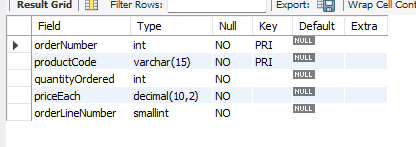 Result Grid Filter Rows: Export: Wrap Cell Cont
Field Type Null Key Default Extra
orderNumber int NO PRI NULL
productCode varchar(15) NO PRI NULL
quantityOrdered int NO NULL
priceEach decimal(10,2) NO NULL
orderLineNumber smallint NO NULL